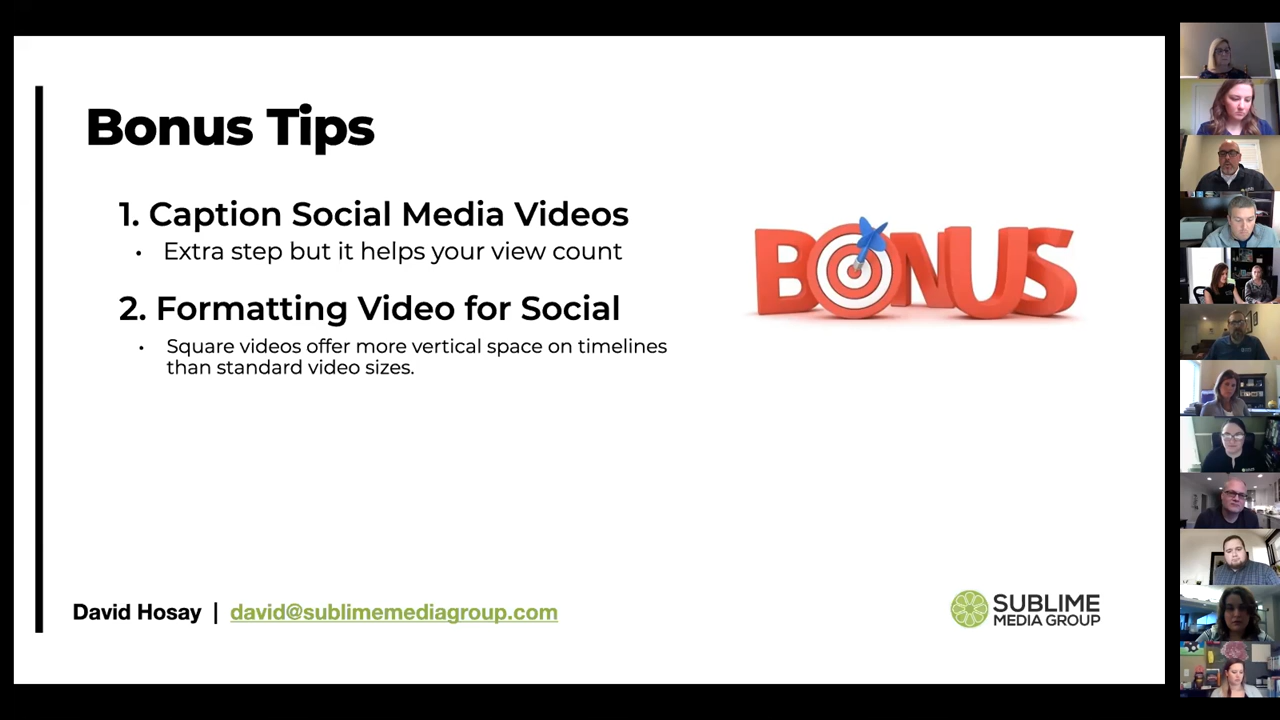 Bonus Tips
1. Caption Social Media Videos
• Extra step but it helps your view count
2. Formatting Video for Social
• Square videos offer more vertical space on timelines
than standard video sizes.
BONUS
David Hosay | david@sublimemediagroup.com
SUBLIME
MEDIA GROUP